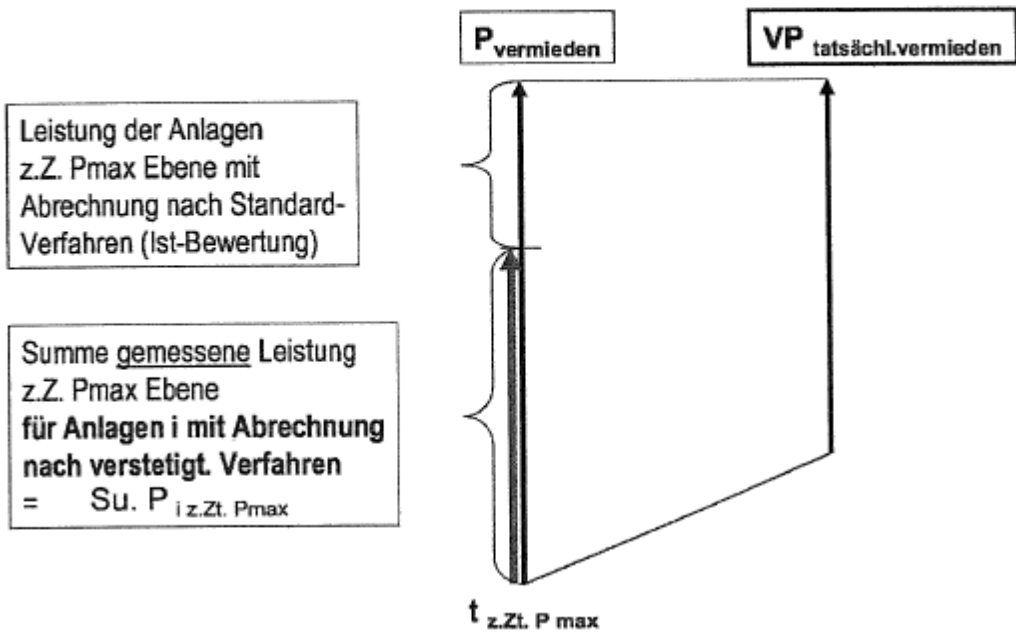 P vermieden
VP tatsächl.vermieden
Leistung der Anlagen
z.Z. Pmax Ebene mit
Abrechnung nach Standard-
Verfahren (Ist-Bewertung)
Summe gemessene Leistung
z.Z. Pmax Ebene
für Anlagen i mit Abrechnung
nach verstetigt. Verfahren
= Su. P i z.Zt. Pmax
t z.Zt. P max